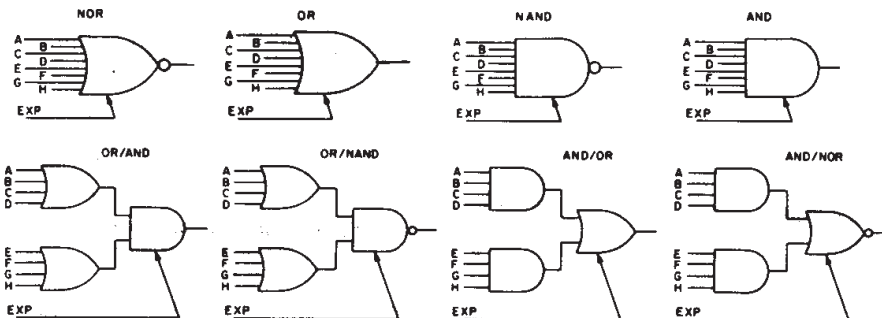 NOR OR NAND AND
A A A A
B B B B
C C C C
D D D D
E E E E
F F F F
G G G G
H H H H
EXP EXP EXP EXP
OR/AND OR/NAND AND/OR AND/NOR
A A A A
B B B B
C C C C
D D D D
E E E E
F F F F
G G G G
H H H H
EXP EXP EXP EXP